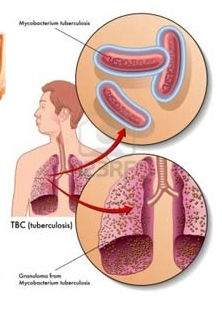 Mycobacterium tuberculosis
TBC (tuberculosis)
Granuloma from
Mycobacterium tuberculosis